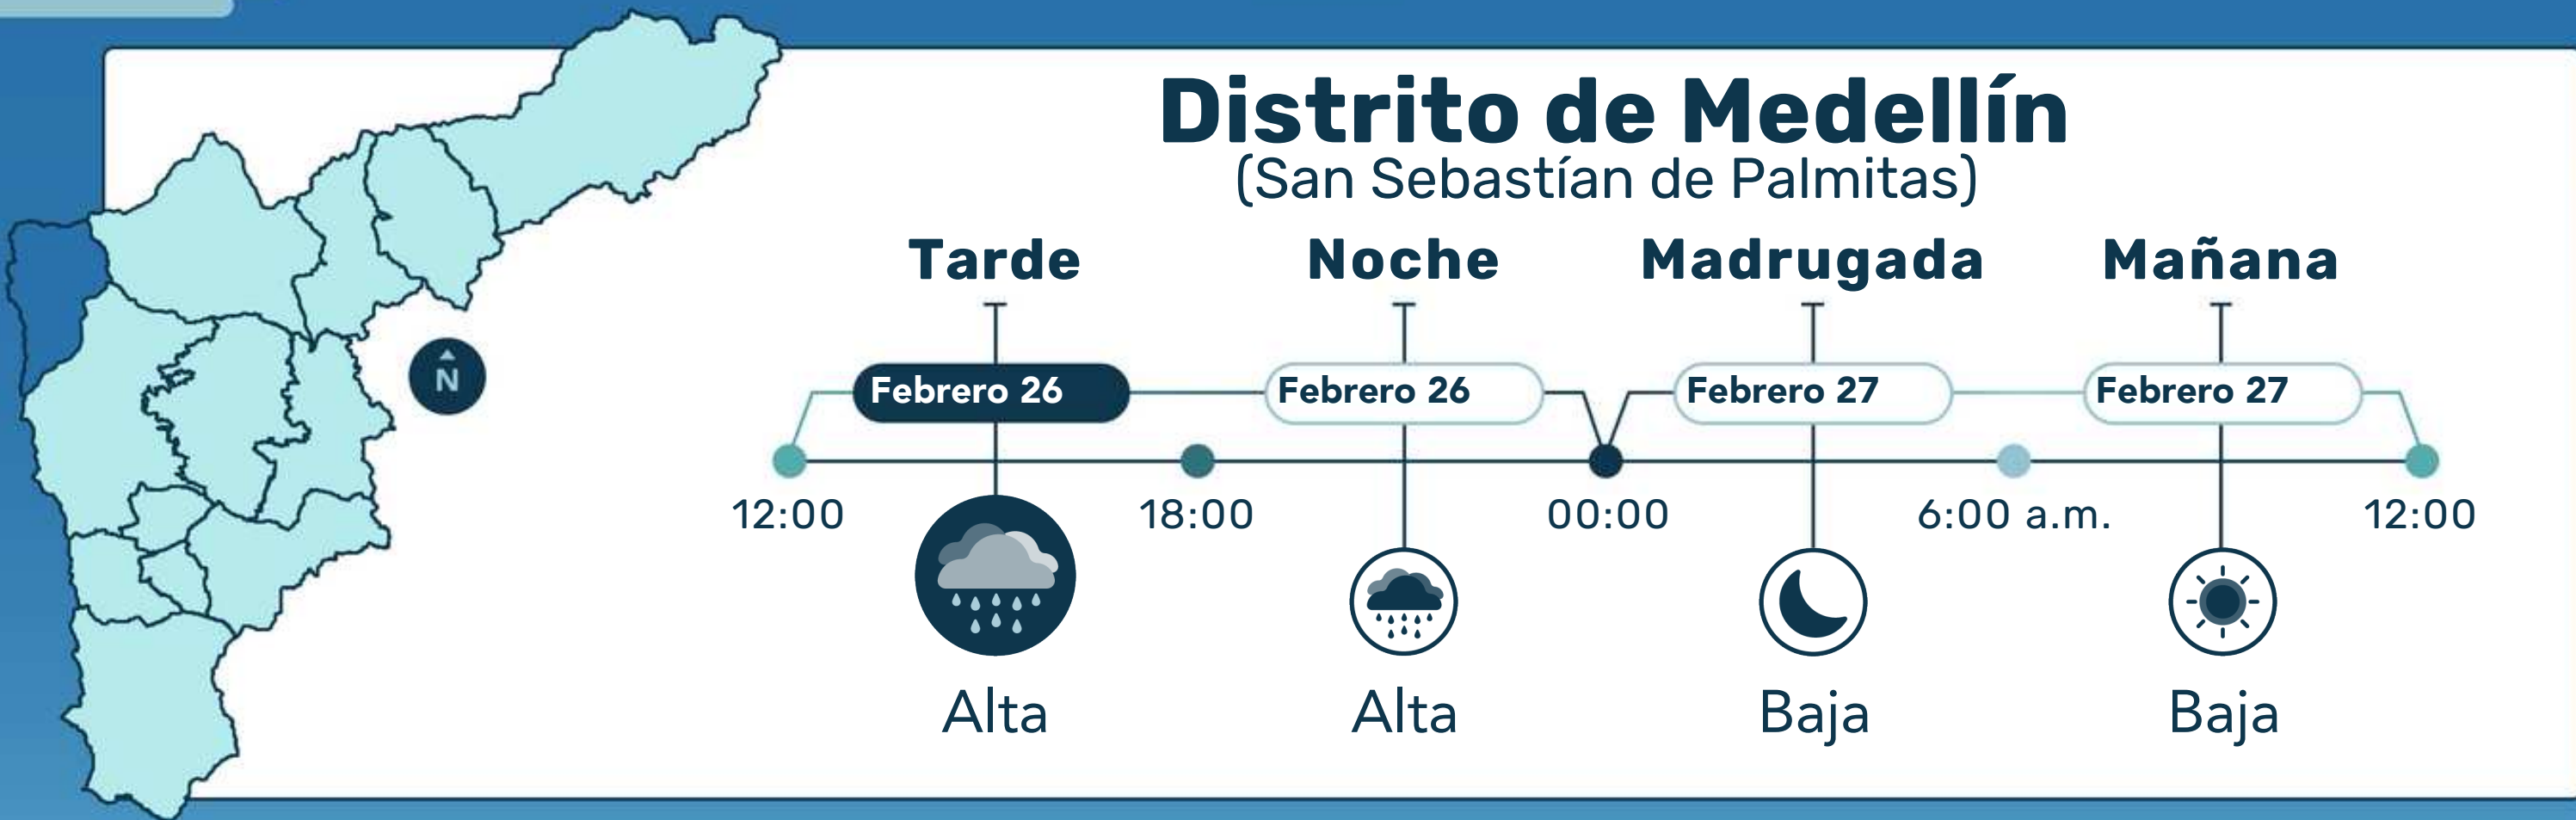 Distrito de Medellín
(San Sebastían de Palmitas)
Tarde Noche Madrugada Mañana
Febrero 26 Febrero 26 Febrero 27 Febrero 27
N
12:00 18:00 00:00 6:00 a.m. 12:00
Alta Alta Baja Baja